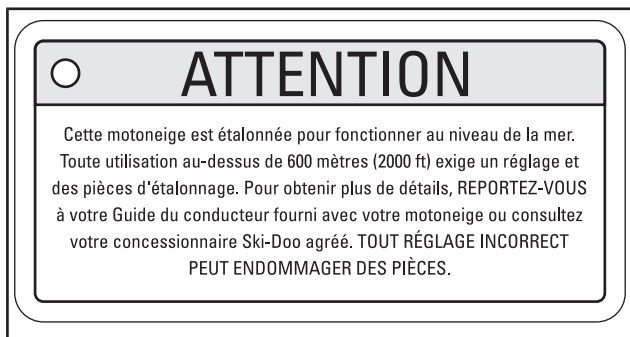 ATTENTION
Cette motoneige est étalonnée pour fonctionner au niveau de la mer.
Toute utilisation au-dessus de 600 mètres (2000 ft) exige un réglage et
des pièces d'étalonnage. Pour obtenir plus de détails, REPORTEZ-VOUS
à votre Guide du conducteur fourni avec votre motoneige ou consultez
votre concessionnaire Ski-Doo agréé. TOUT RÉGLAGE INCORRECT
PEUT ENDOMMAGER DES PIÈCES.